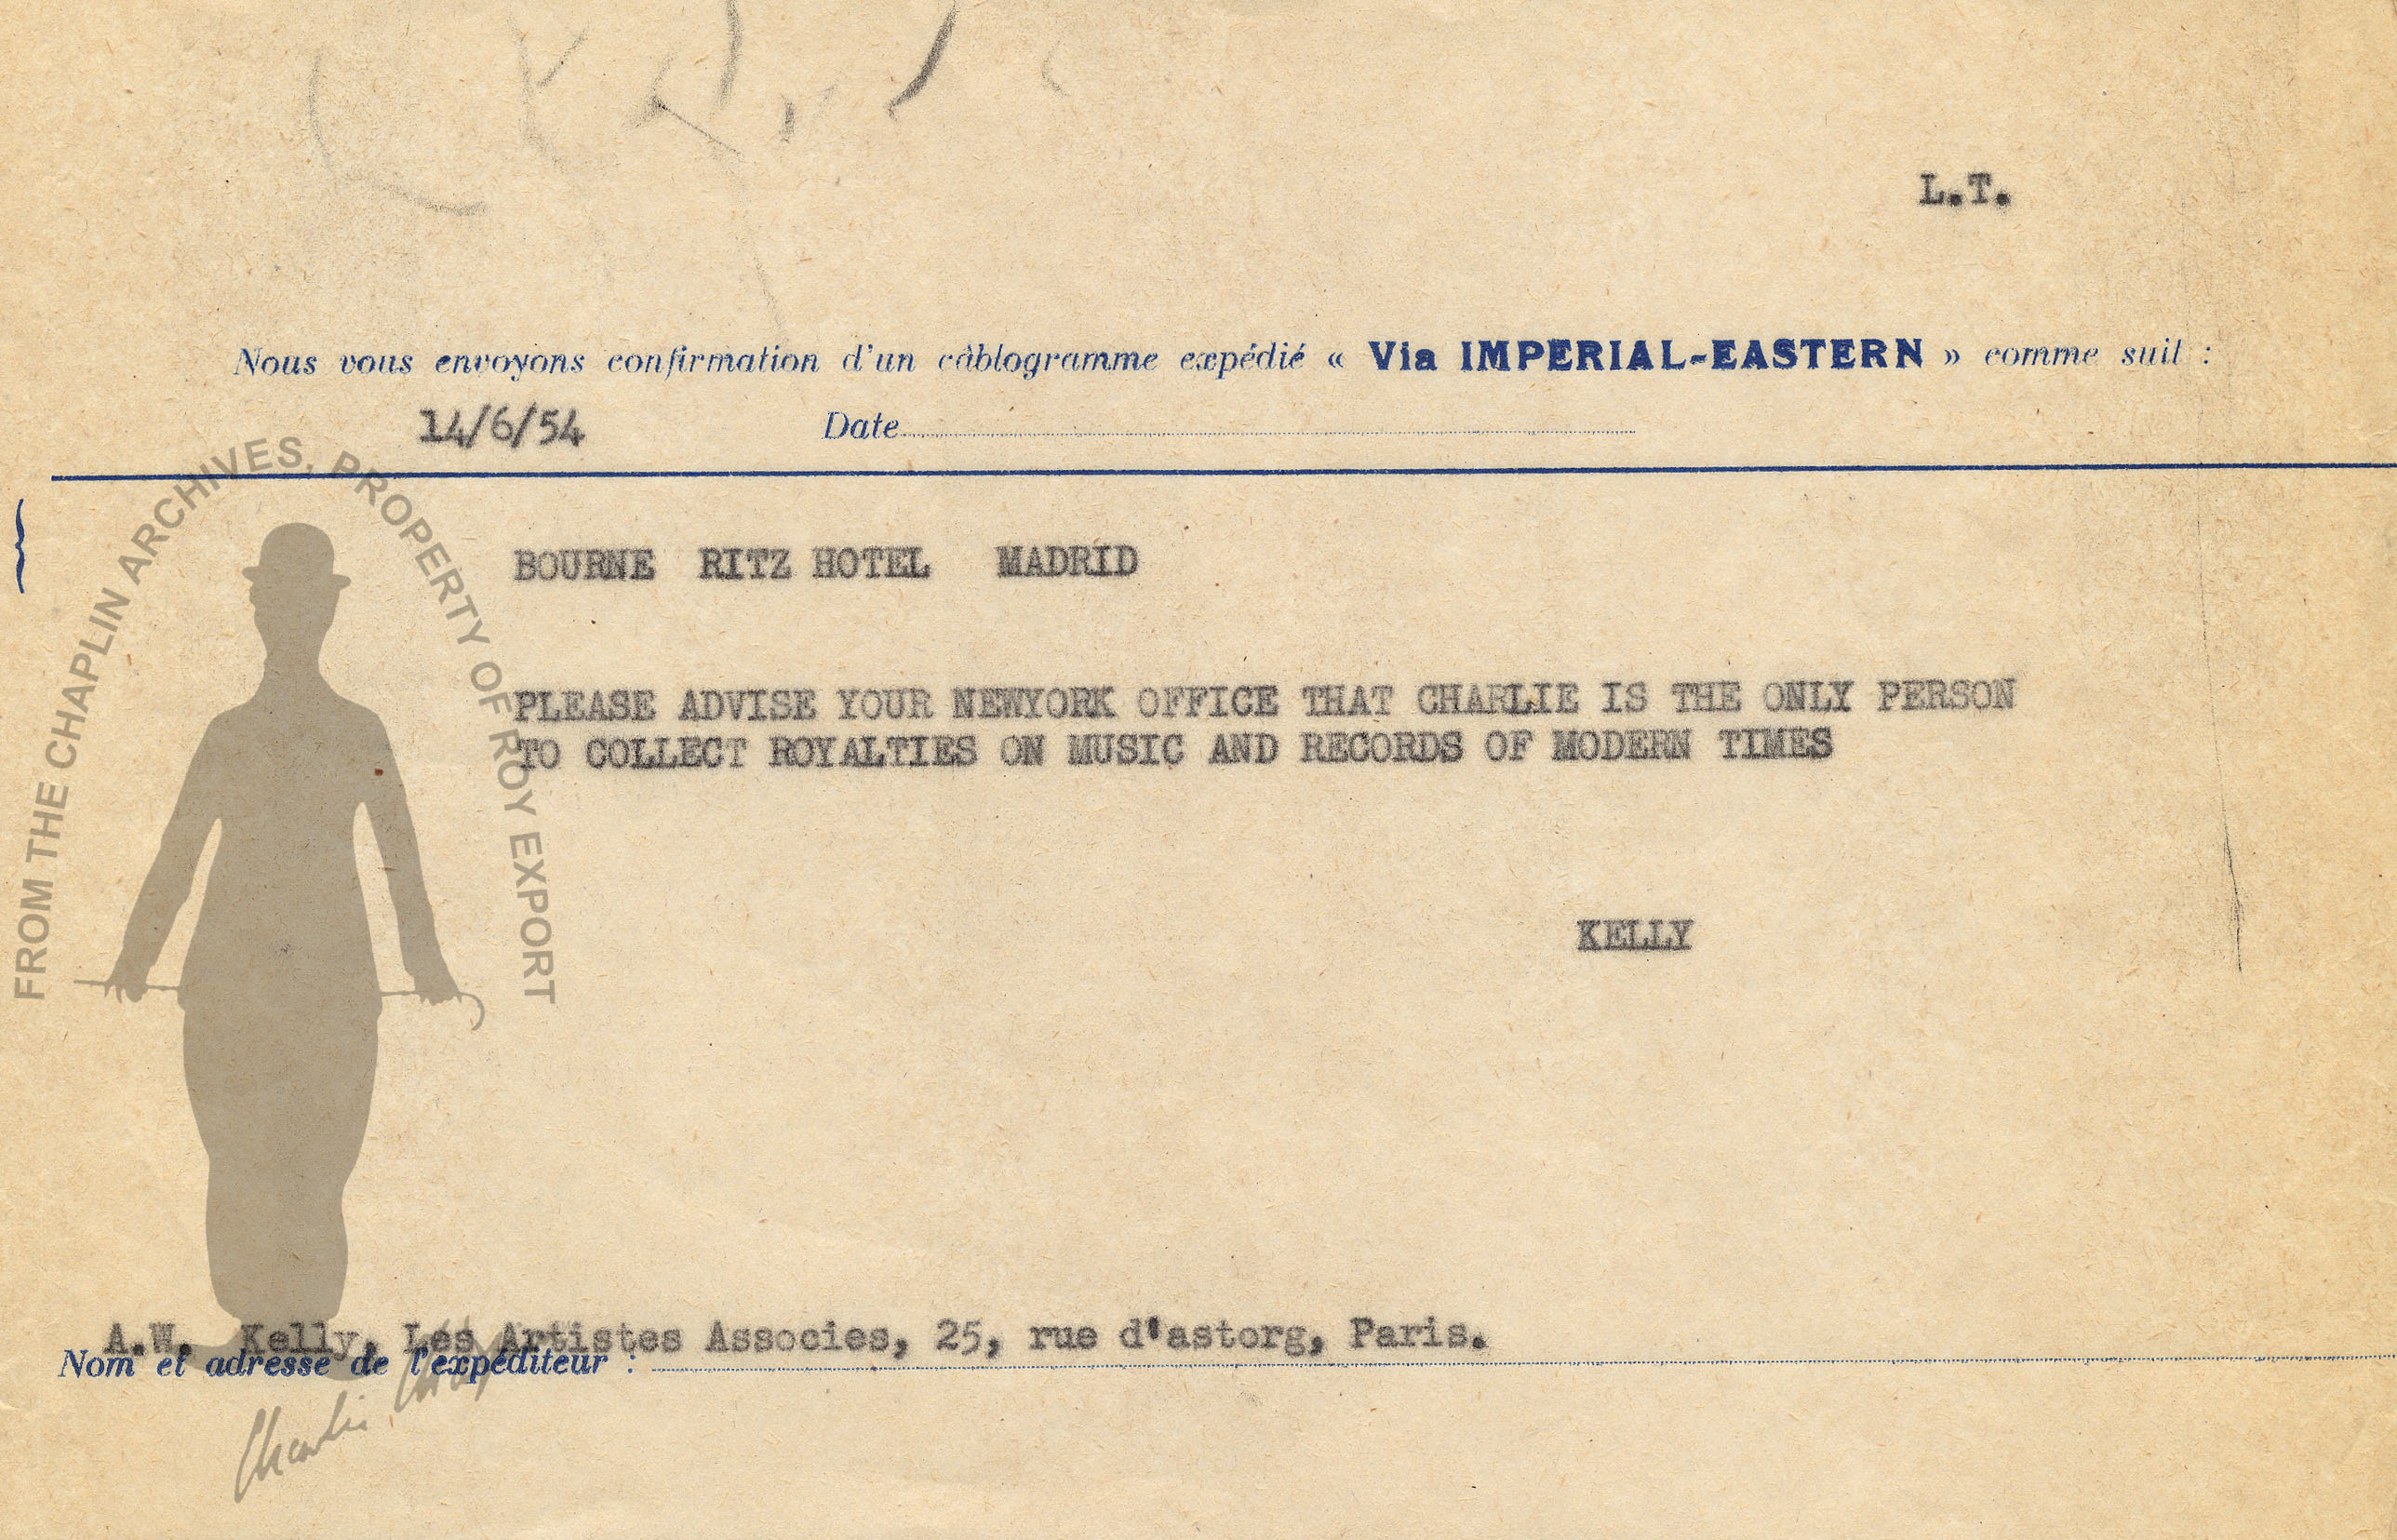 L.T.
Nous vous envoyons confirmation d'un câblogramme expédié « Via IMPERIAL-EASTERN » comme suit :
14/6/54 Date
BOURNE RITZ HOTEL MADRID
PLEASE ADVISE YOUR NEWYORK OFFICE THAT CHARLIE IS THE ONLY PERSON
TO COLLECT ROYALTIES ON MUSIC AND RECORDS OF MODERN TIMES
KELLY
A.W. Kelly, Les Artistes Associes, 25, rue d'astorg, Paris.
Nom et adresse de l'expéditeur :
FROM THE CHAPLIN ARCHIVES, PROPERTY OF ROY EXPORT